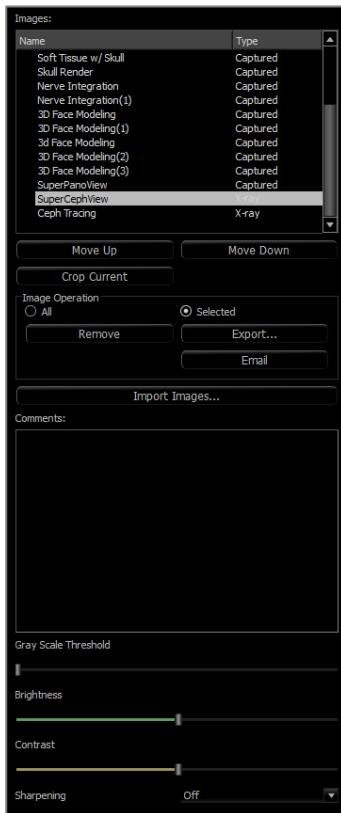 Images:
Name Type
Soft Tissue w/ Skull Captured
Skull Render Captured
Nerve Integration Captured
Nerve Integration(1) Captured
3D Face Modeling Captured
3D Face Modeling(1) Captured
3d Face Modeling Captured
3D Face Modeling(2) Captured
3D Face Modeling(3) Captured
SuperPanoView Captured
SuperCephView X-ray
Ceph Tracing X-ray
Move Up Move Down
Crop Current
Image Operation
All Selected
Remove Export...
Email
Import Images...
Comments:
Gray Scale Threshold
Brightness
Contrast
Sharpening Off